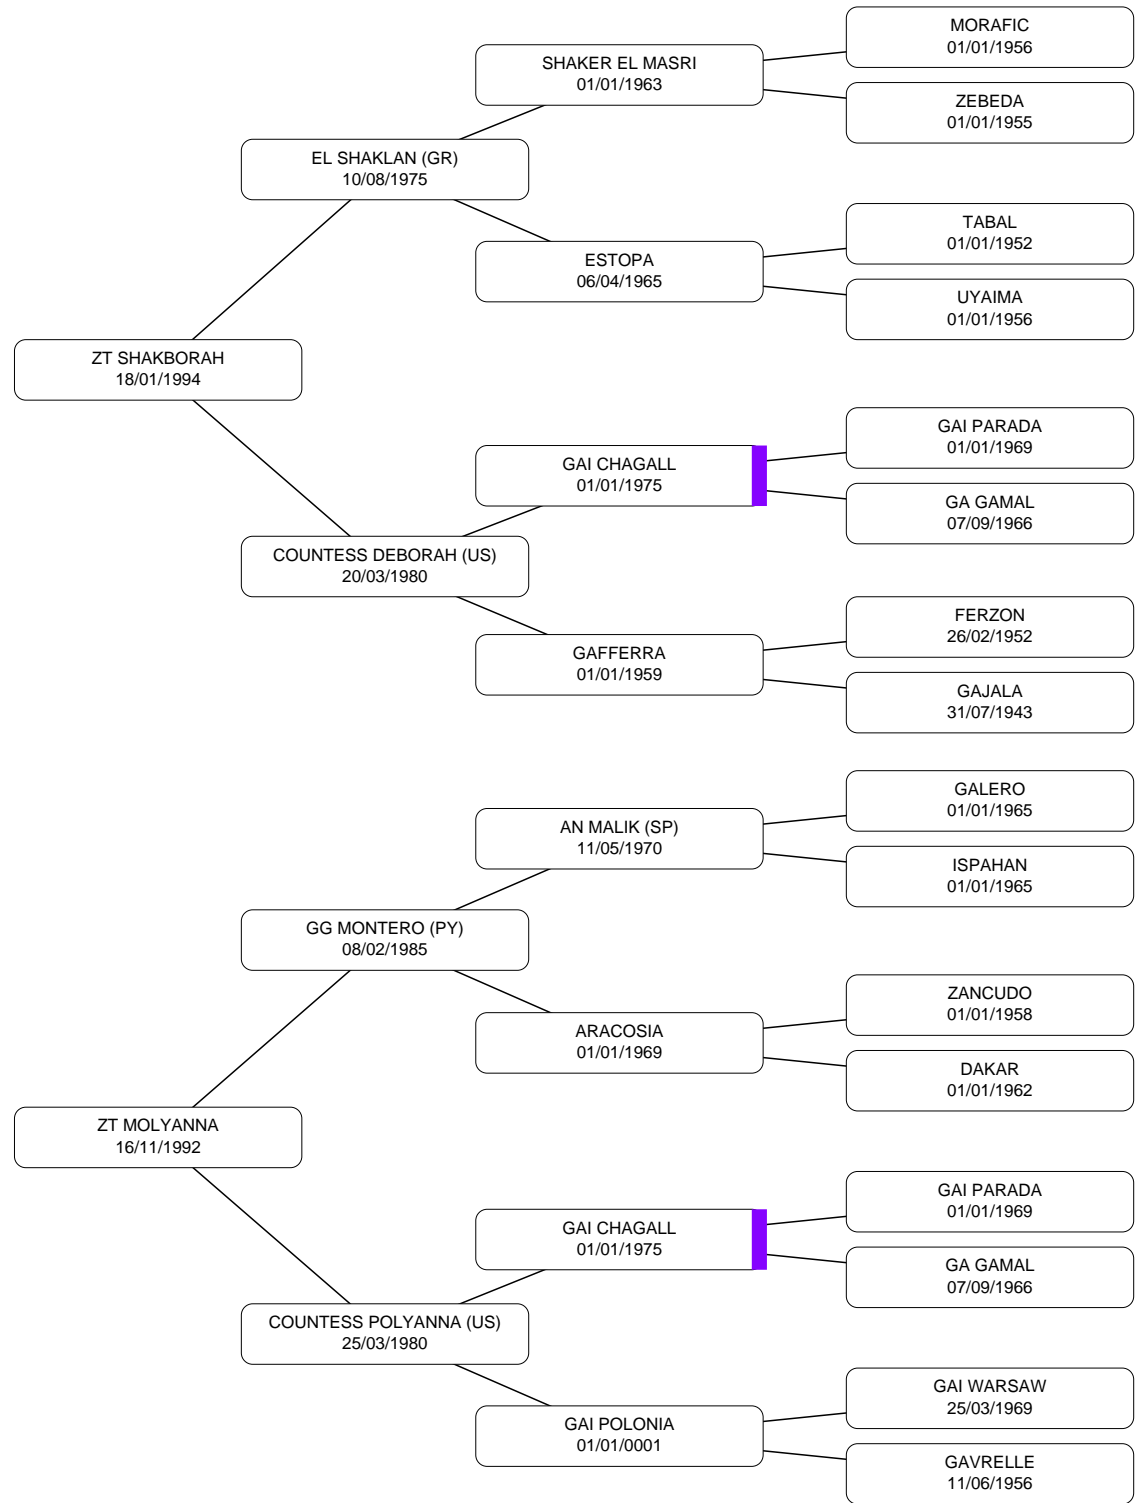 MORAFIC
01/01/1956
SHAKER EL MASRI
01/01/1963
ZEBEDA
01/01/1955
EL SHAKLAN (GR)
10/08/1975
TABAL
01/01/1952
ESTOPA
06/04/1965
UYAIMA
01/01/1956
ZT SHAKBORAH
18/01/1994
GAI PARADA
01/01/1969
GAI CHAGALL
01/01/1975
GA GAMAL
07/09/1966
COUNTESS DEBORAH (US)
20/03/1980
FERZON
26/02/1952
GAFFERRA
01/01/1959
GAJALA
31/07/1943
GALERO
01/01/1965
AN MALIK (SP)
11/05/1970
ISPAHAN
01/01/1965
GG MONTERO (PY)
08/02/1985
ZANCUDO
01/01/1958
ARACOSIA
01/01/1969
DAKAR
01/01/1962
ZT MOLYANNA
16/11/1992
GAI PARADA
01/01/1969
GAI CHAGALL
01/01/1975
GA GAMAL
07/09/1966
COUNTESS POLYANNA (US)
25/03/1980
GAI WARSAW
25/03/1969
GAI POLONIA
01/01/0001
GAVRELLE
11/06/1956